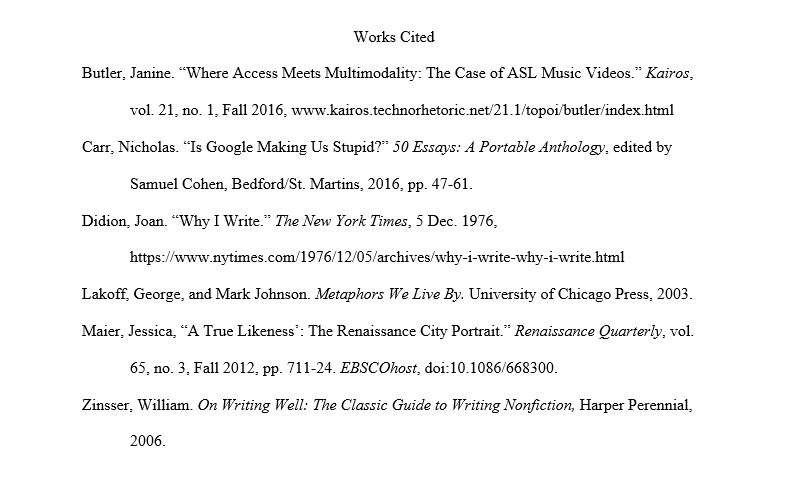 Works Cited
Butler, Janine. “Where Access Meets Multimodality: The Case of ASL Music Videos.” Kairos,
vol. 21, no. 1, Fall 2016, www.kairos.technorhetoric.net/21.1/topoi/butler/index.html
Carr, Nicholas. “Is Google Making Us Stupid?” 50 Essays: A Portable Anthology, edited by
Samuel Cohen, Bedford/St. Martins, 2016, pp. 47-61.
Didion, Joan. “Why I Write.” The New York Times, 5 Dec. 1976,
https://www.nytimes.com/1976/12/05/archives/why-i-write-why-i-write.html
Lakoff, George, and Mark Johnson. Metaphors We Live By. University of Chicago Press, 2003.
Maier, Jessica, “A True Likeness’: The Renaissance City Portrait.” Renaissance Quarterly, vol.
65, no. 3, Fall 2012, pp. 711-24. EBSCOhost, doi:10.1086/668300.
Zinsser, William. On Writing Well: The Classic Guide to Writing Nonfiction, Harper Perennial,
2006.